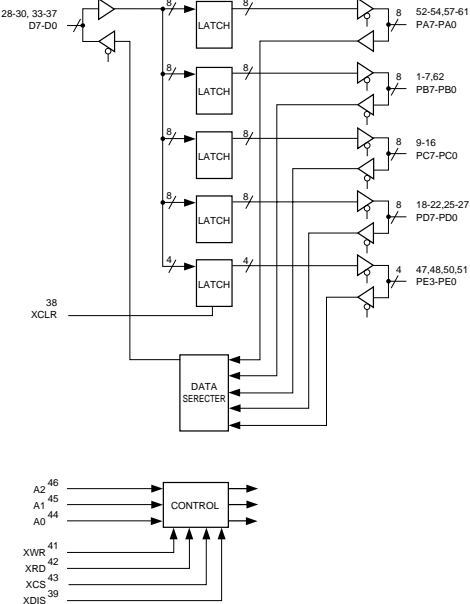 28-30, 33-37
D7-D0
8
8
LATCH
8
8
52-54,57-61
PA7-PA0
8
LATCH
8
8
1-7,62
PB7-PB0
8
LATCH
8
8
9-16
PC7-PC0
8
LATCH
8
8
18-22,25-27
PD7-PD0
4
LATCH
4
4
47,48,50,51
PE3-PE0
38
XCLR
DATA
SERECTER
A2 46
A1 45
A0 44
CONTROL
XWR 41
XRD 42
XCS 43
XDIS 39